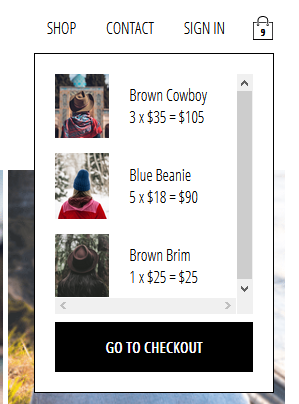 SHOP CONTACT SIGN IN 9
Brown Cowboy
3 x $35 = $105
Blue Beanie
5 x $18 = $90
Brown Brim
1 x $25 = $25
GO TO CHECKOUT